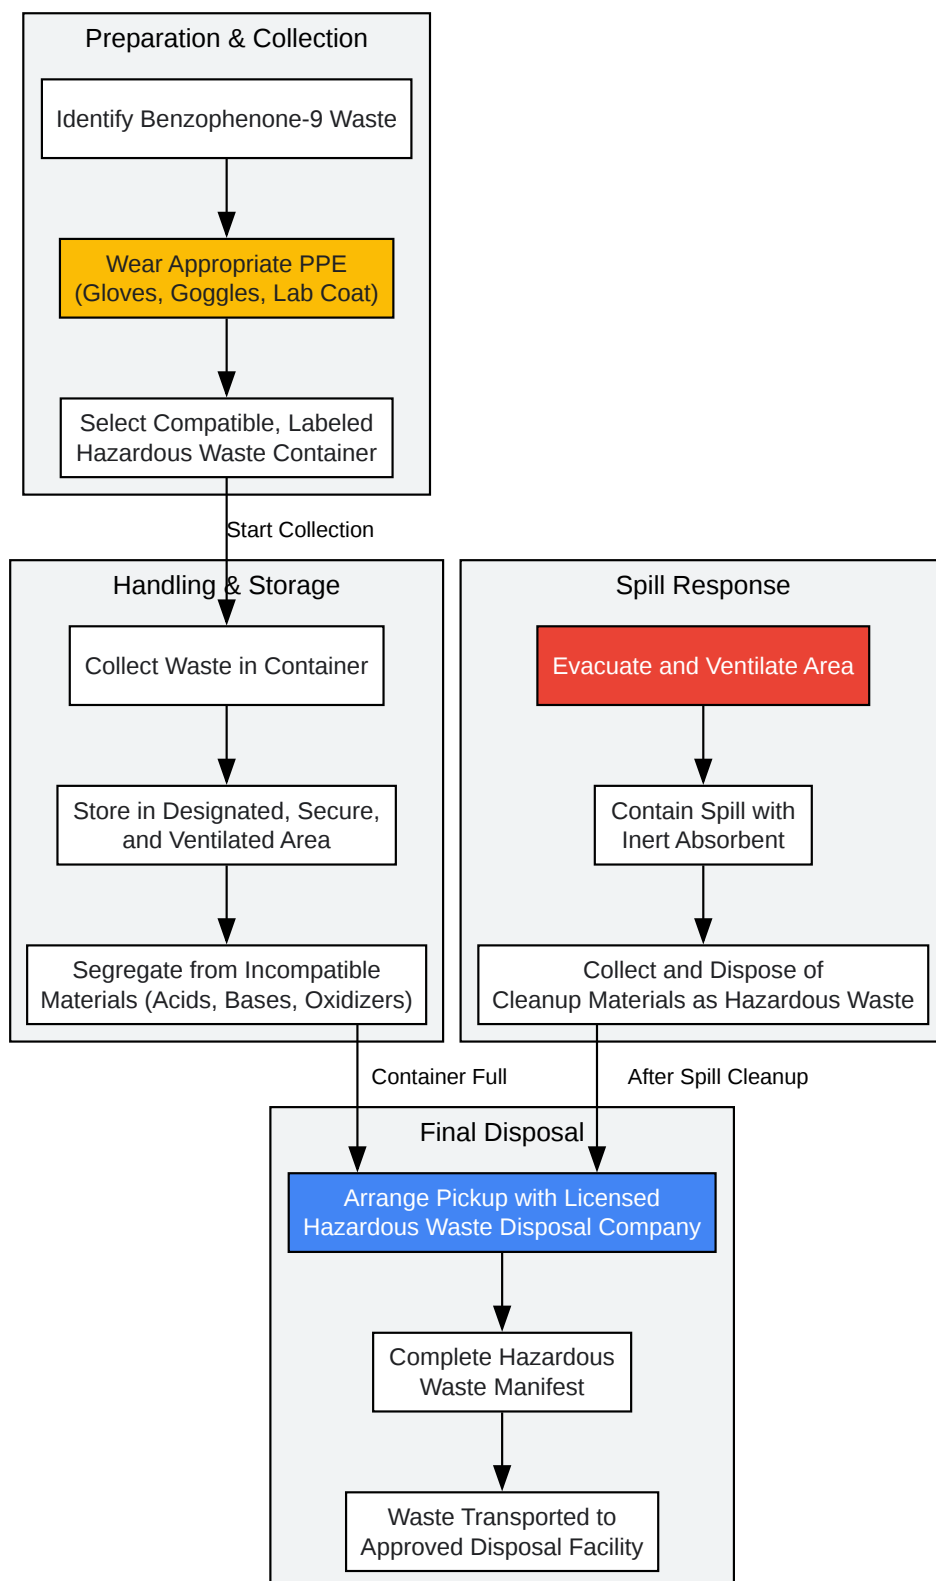 Preparation & Collection
Identify Benzophenone-9 Waste
Wear Appropriate PPE
(Gloves, Goggles, Lab Coat)
Select Compatible, Labeled
Hazardous Waste Container
Start Collection
Handling & Storage
Collect Waste in Container
Store in Designated, Secure,
and Ventilated Area
Segregate from Incompatible
Materials (Acids, Bases, Oxidizers)
Container Full
Spill Response
Evacuate and Ventilate Area
Contain Spill with
Inert Absorbent
Collect and Dispose of
Cleanup Materials as Hazardous Waste
After Spill Cleanup
Final Disposal
Arrange Pickup with Licensed
Hazardous Waste Disposal Company
Complete Hazardous
Waste Manifest
Waste Transported to
Approved Disposal Facility